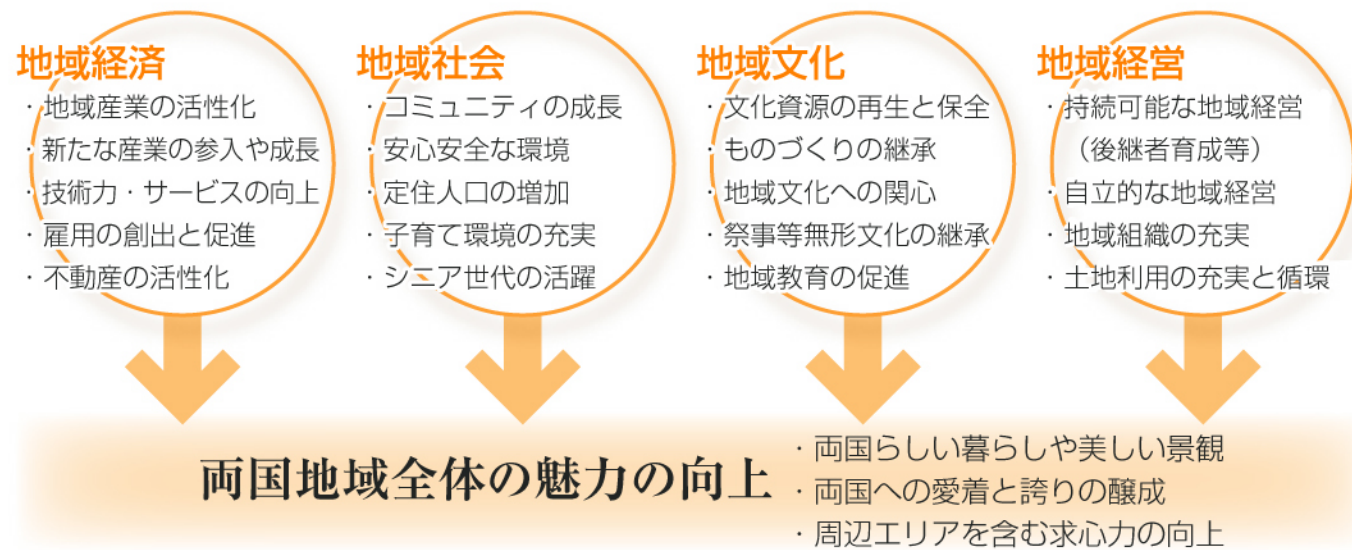 地域経済
・地域産業の活性化
・新たな産業の参入や成長
・技術力・サービスの向上
・雇用の創出と促進
・不動産の活性化
地域社会
・コミュニティの成長
・安心安全な環境
・定住人口の増加
・子育て環境の充実
・シニア世代の活躍
地域文化
・文化資源の再生と保全
・ものづくりの継承
・地域文化への関心
・祭事等無形文化の継承
・地域教育の促進
地域経営
・持続可能な地域経営
（後継者育成等）
・自立的な地域経営
・地域組織の充実
・土地利用の充実と循環
両国地域全体の魅力の向上
・両国らしい暮らしや美しい景観
・両国への愛着と誇りの醸成
・周辺エリアを含む求心力の向上